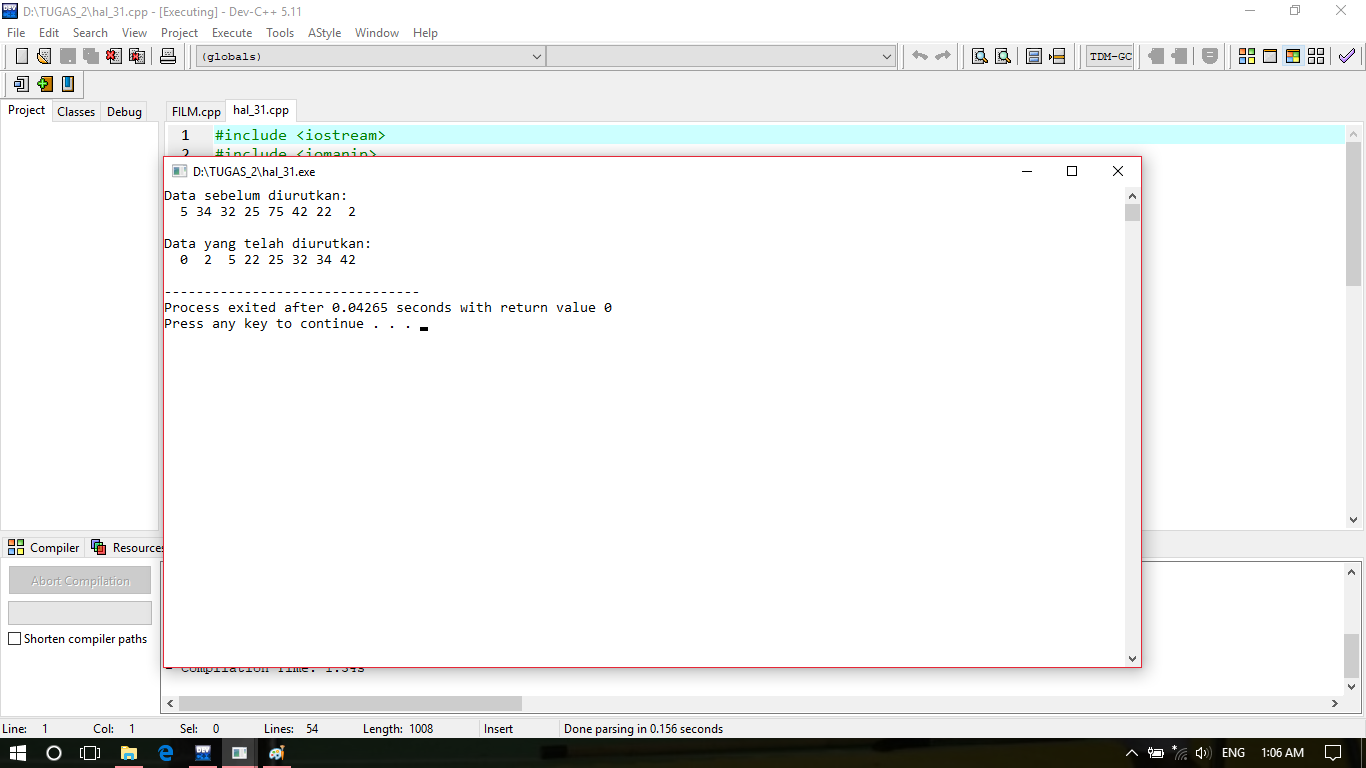 D:\TUGAS_2\hal_31.cpp - [Executing] - Dev-C++ 5.11
File Edit Search View Project Execute Tools AStyle Window Help
(globals)
TDM-GC
Project Classes Debug
FILM.cpp hal_31.cpp
1 #include <iostream>
2 #include <iomanip>
D:\TUGAS_2\hal_31.exe
Data sebelum diurutkan:
  5 34 32 25 75 42 22  2

Data yang telah diurutkan:
  0  2  5 22 25 32 34 42

--------------------------------
Process exited after 0.04265 seconds with return value 0
Press any key to continue . . .
Compiler Resources
Abort Compilation
Shorten compiler paths
- Compilation Time: 1.34s
Line: 1 Col: 1 Sel: 0 Lines: 54 Length: 1008 Insert Done parsing in 0.156 seconds
ENG 1:06 AM